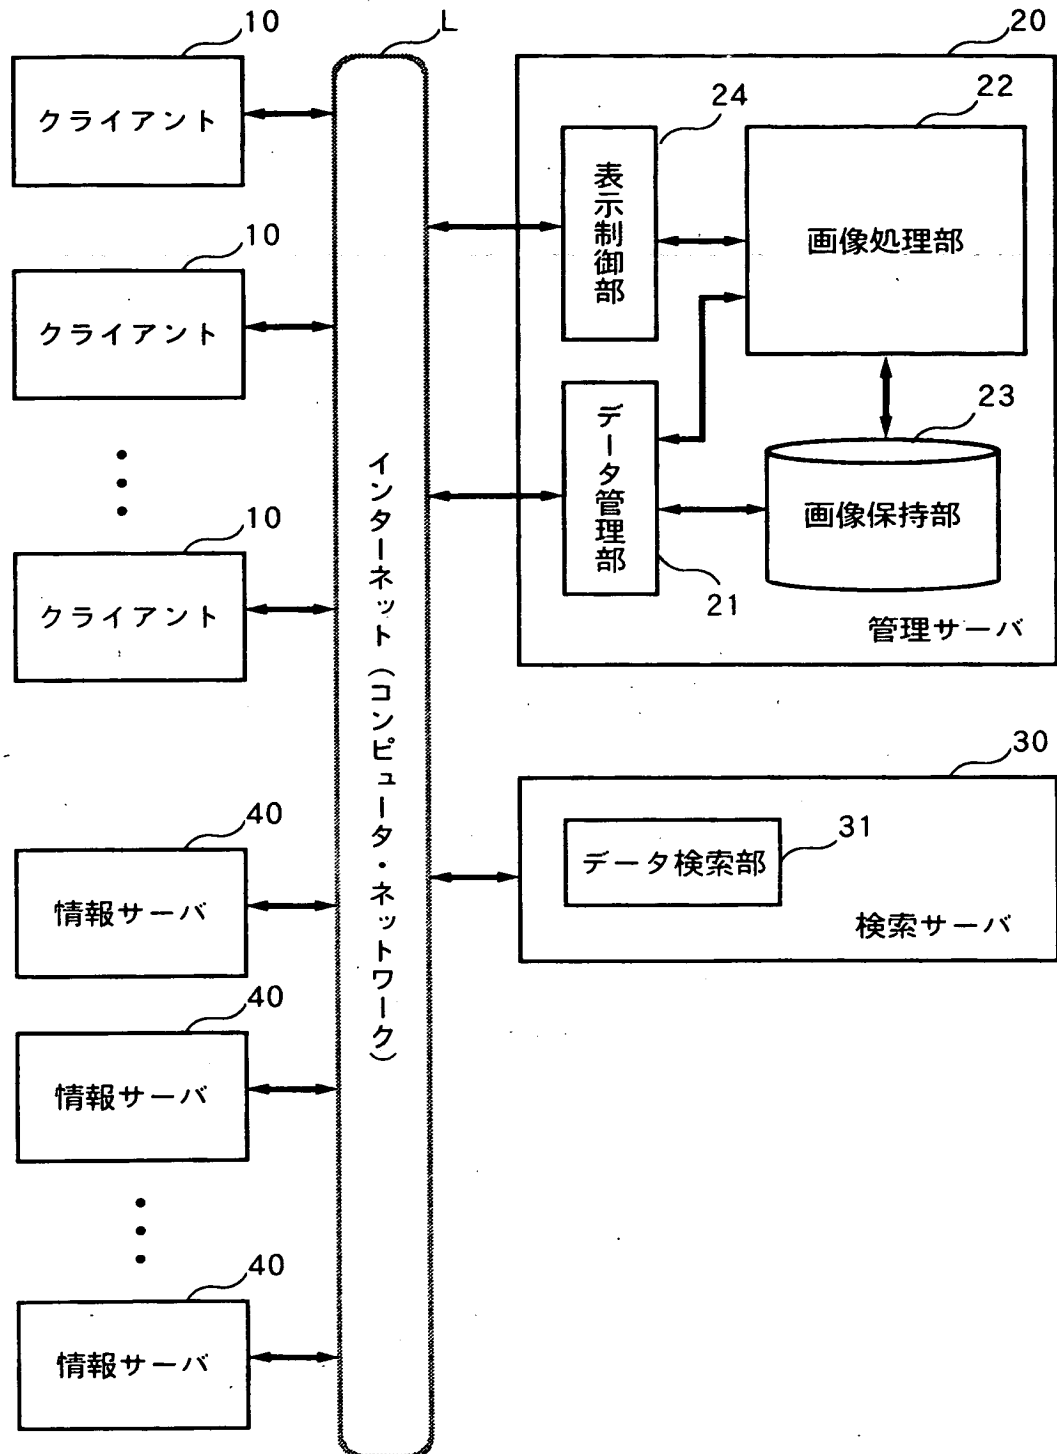 10
クライアント
10
クライアント
10
クライアント
40
情報サーバ
40
情報サーバ
40
情報サーバ
L
インターネット(コンピュータ・ネットワーク)
20
24
表示制御部
22
画像処理部
データ管理部
21
23
画像保持部
管理サーバ
30
31
データ検索部
検索サーバ